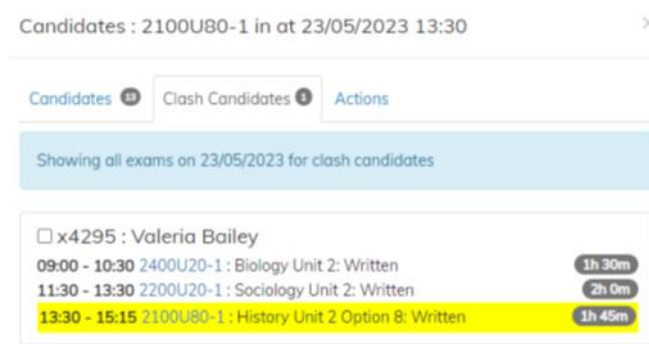 Candidates : 2100U80-1 in at 23/05/2023 13:30 ×
Candidates 13 Clash Candidates 1 Actions
Showing all exams on 23/05/2023 for clash candidates
x4295 : Valeria Bailey
09:00 - 10:30 2400U20-1 : Biology Unit 2: Written 1h 30m
11:30 - 13:30 2200U20-1 : Sociology Unit 2: Written 2h 0m
13:30 - 15:15 2100U80-1 : History Unit 2 Option 8: Written 1h 45m